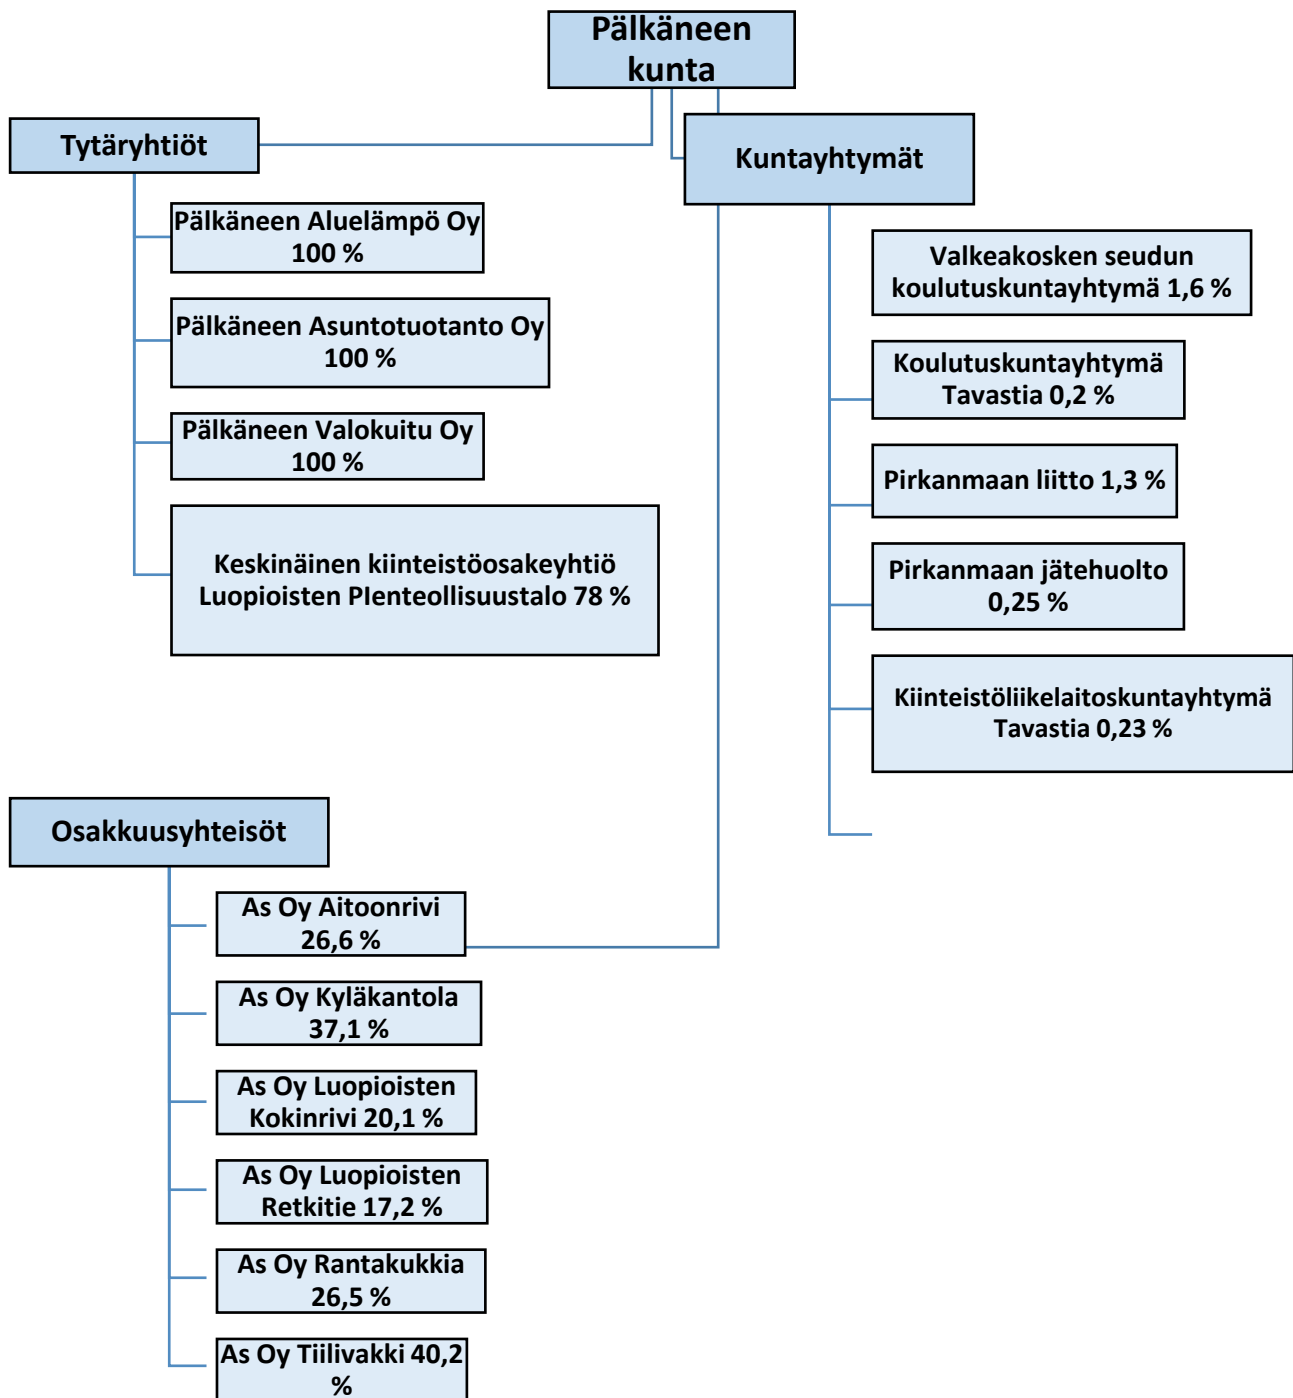 Pälkäneen
kunta
Tytäryhtiöt
Pälkäneen Aluelämpö Oy
100 %
Pälkäneen Asuntotuotanto Oy
100 %
Pälkäneen Valokuitu Oy
100 %
Keskinäinen kiinteistöosakeyhtiö
Luopioisten PIenteollisuustalo 78 %
Kuntayhtymät
Valkeakosken seudun
koulutuskuntayhtymä 1,6 %
Koulutuskuntayhtymä
Tavastia 0,2 %
Pirkanmaan liitto 1,3 %
Pirkanmaan jätehuolto
0,25 %
Kiinteistöliikelaitoskuntayhtymä
Tavastia 0,23 %
Osakkuusyhteisöt
As Oy Aitoonrivi
26,6 %
As Oy Kyläkantola
37,1 %
As Oy Luopioisten
Kokinrivi 20,1 %
As Oy Luopioisten
Retkitie 17,2 %
As Oy Rantakukkia
26,5 %
As Oy Tiilivakki 40,2
%